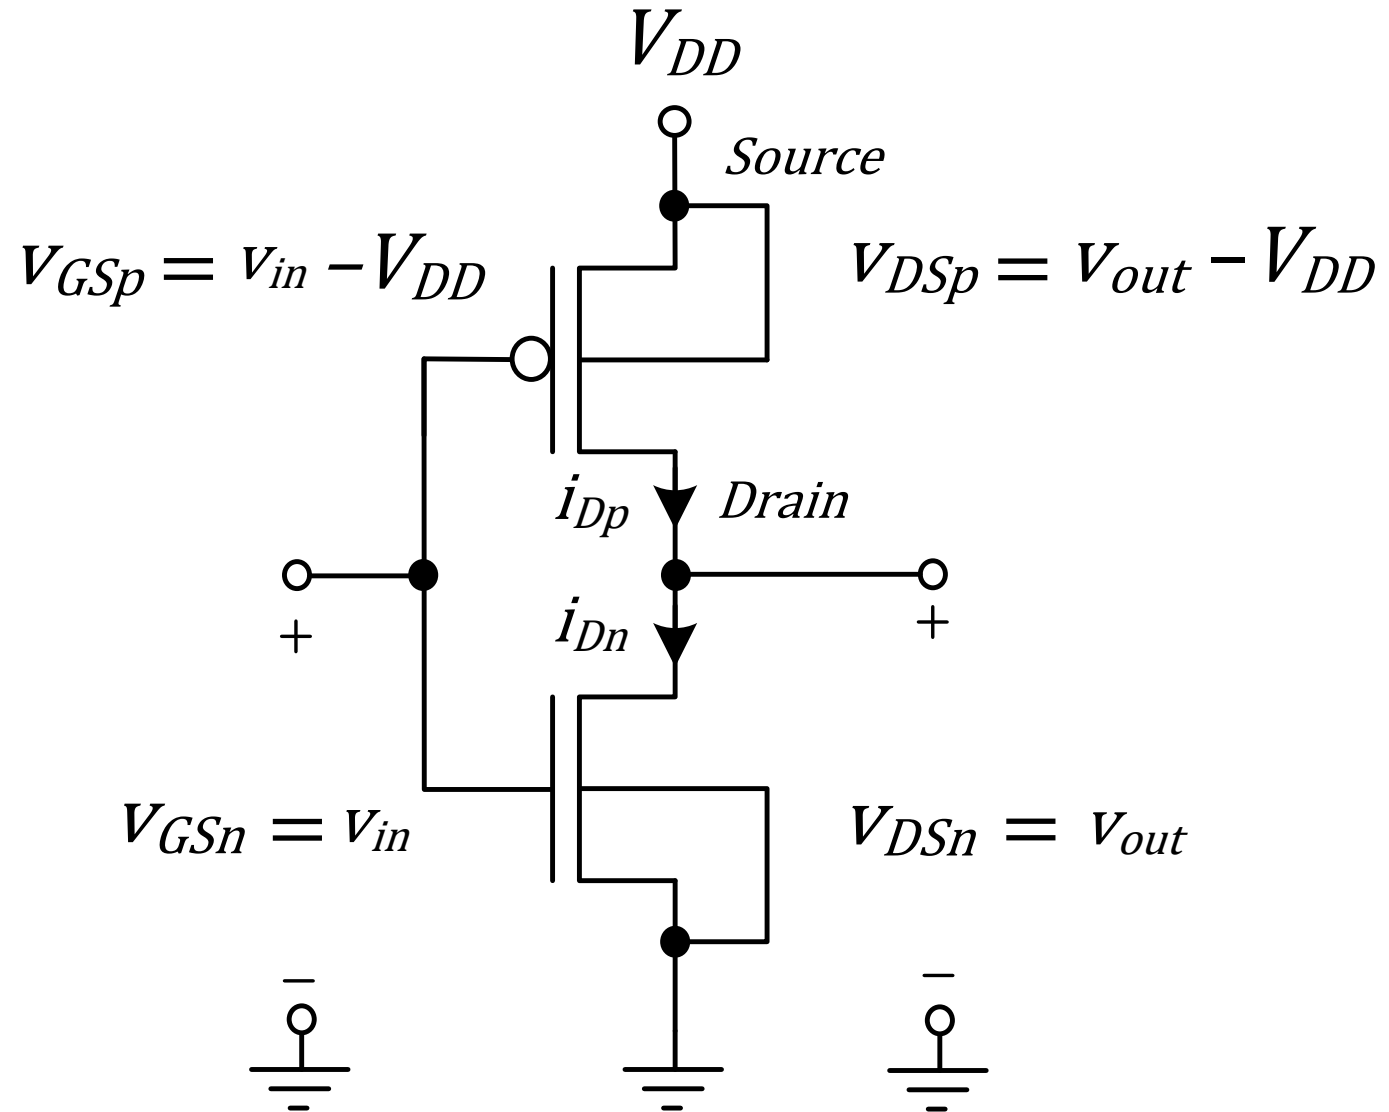 V_DD
Source
v_GSp = v_in − V_DD
v_DSp = v_out − V_DD
i_Dp
Drain
+
+
i_Dn
v_GSn = v_in
v_DSn = v_out
−
−